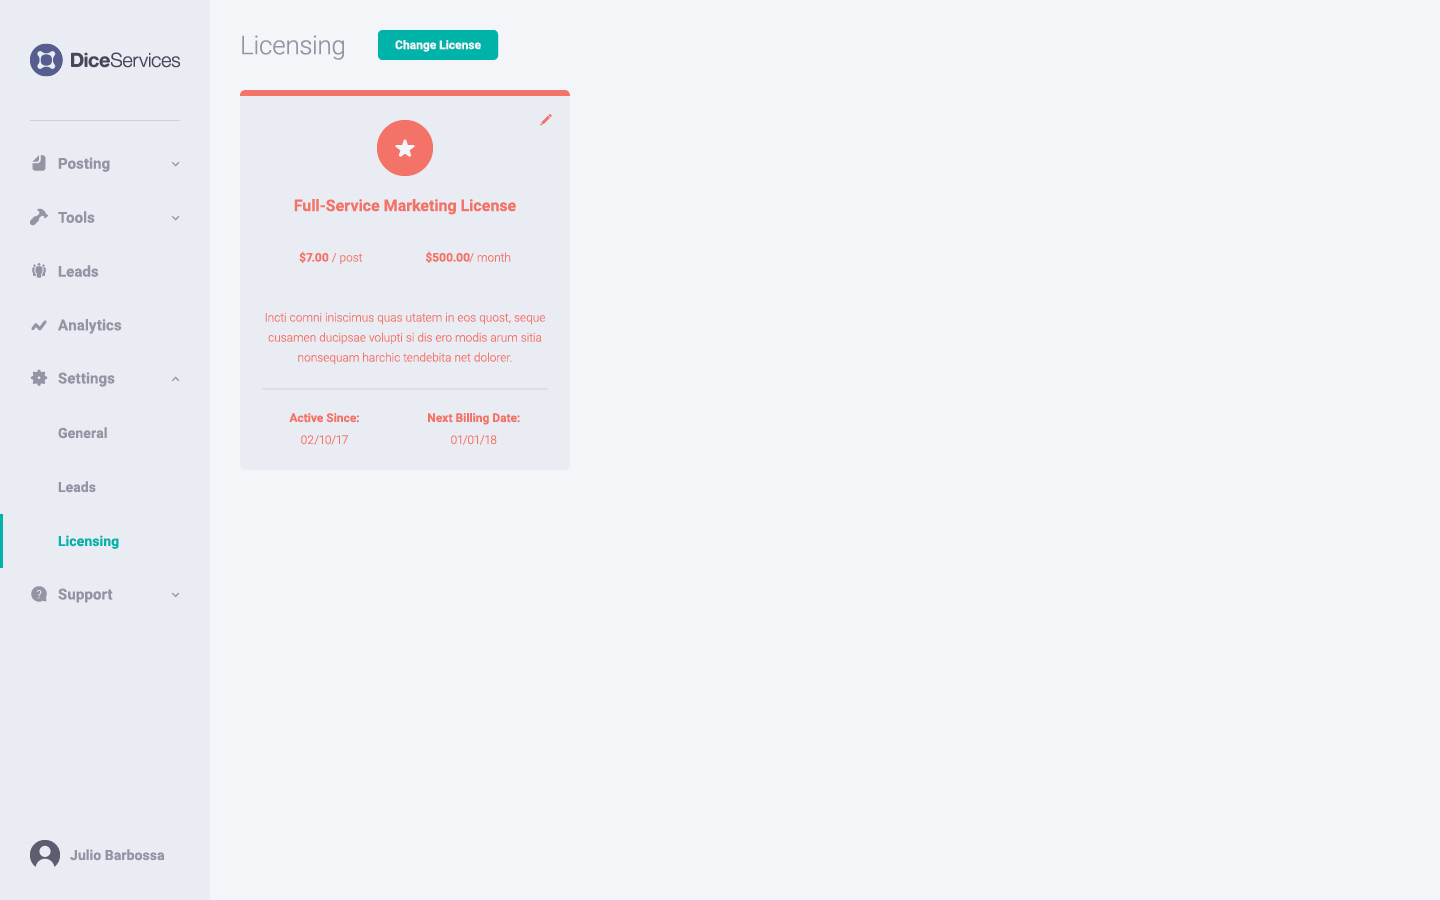 DiceServices
Posting
Tools
Leads
Analytics
Settings
General
Leads
Licensing
Support
Julio Barbossa
Licensing
Change License
Full-Service Marketing License
$7.00 / post
$500.00/ month
Incti comni iniscimus quas utatem in eos quost, seque
cusamen ducipsae volupti si dis ero modis arum sitia
nonsequam harchic tendebita net dolorer.
Active Since:
02/10/17
Next Billing Date:
01/01/18